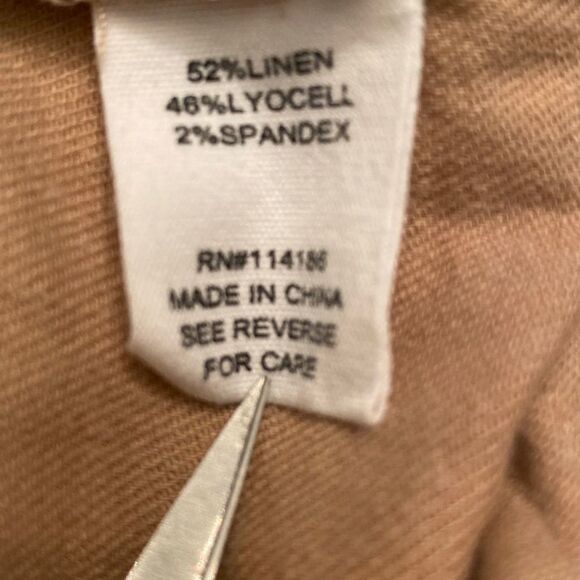 52%LINEN
46%LYOCELL
2%SPANDEX
RN#114186
MADE IN CHINA
SEE REVERSE
FOR CARE